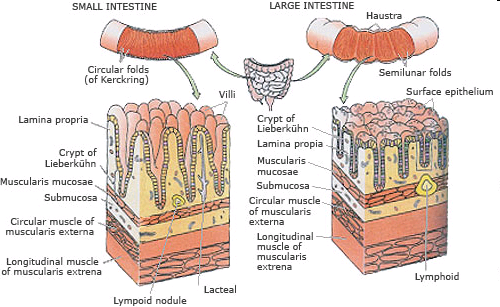 SMALL INTESTINE
LARGE INTESTINE
Haustra
Circular folds
(of Kerckring)
Semilunar folds
Villi
Surface epithelium
Lamina propria
Crypt of
Lieberkühn
Muscularis mucosae
Submucosa
Circular muscle of
muscularis externa
Longitudinal muscle
of muscularis extrena
Lympoid nodule
Lacteal
Crypt of
Lieberkühn
Lamina propia
Muscularis
mucosae
Submucosa
Circular muscle
of muscularis
externa
Longitudinal
muscle of
muscularis
extrena
Lymphoid